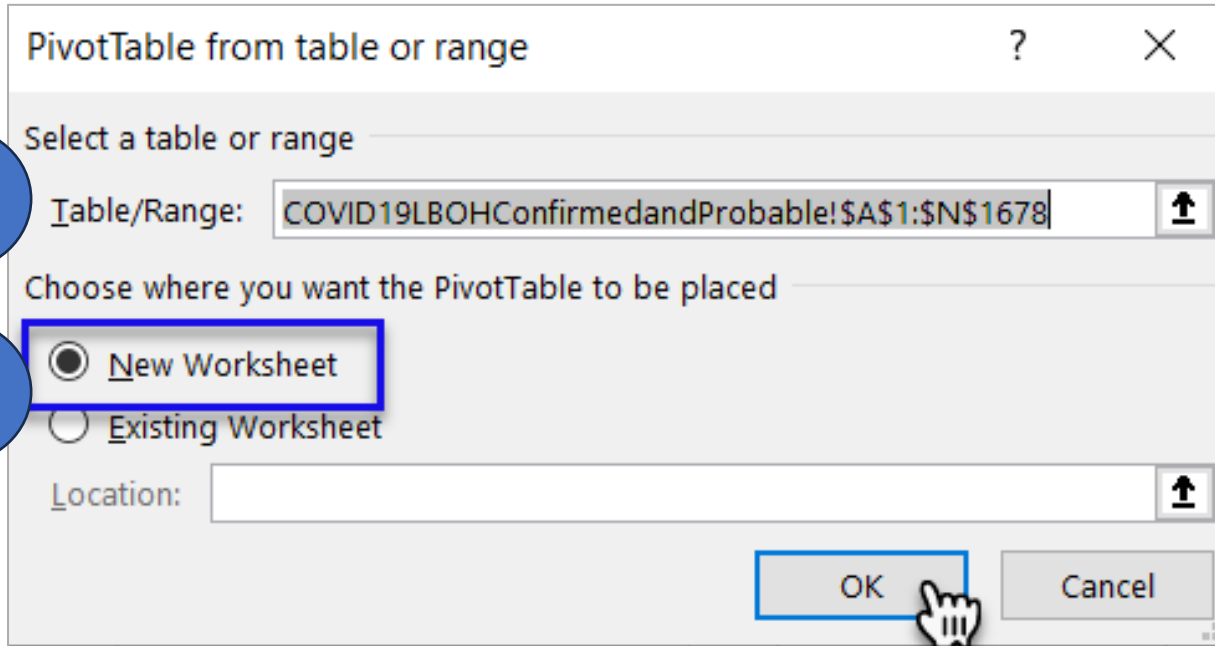 PivotTable from table or range ? ×
Select a table or range
Table/Range: COVID19LBOHConfirmedandProbable!$A$1:$N$1678
Choose where you want the PivotTable to be placed
New Worksheet
Existing Worksheet
Location:
OK Cancel